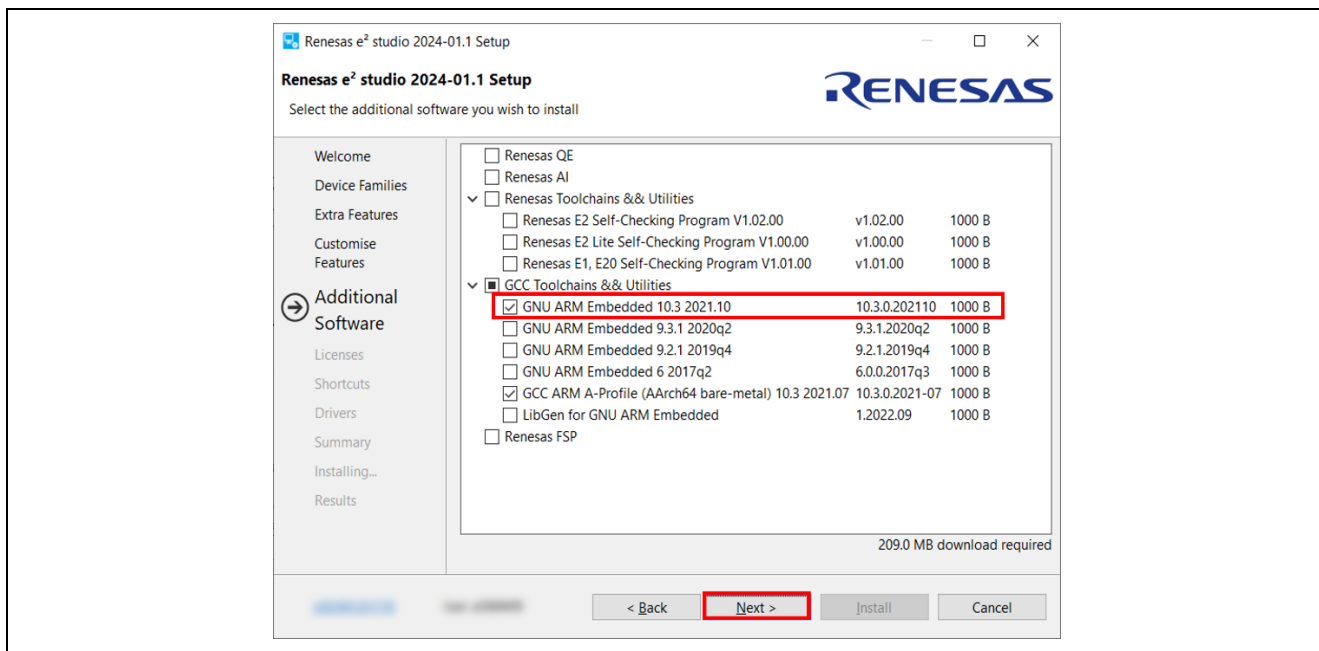 Renesas e² studio 2024-01.1 Setup
Renesas e² studio 2024-01.1 Setup
Select the additional software you wish to install
RENESAS
Welcome
Device Families
Extra Features
Customise
Features
Additional
Software
Licenses
Shortcuts
Drivers
Summary
Installing...
Results
Renesas QE
Renesas AI
Renesas Toolchains && Utilities
Renesas E2 Self-Checking Program V1.02.00 v1.02.00 1000 B
Renesas E2 Lite Self-Checking Program V1.00.00 v1.00.00 1000 B
Renesas E1, E20 Self-Checking Program V1.01.00 v1.01.00 1000 B
GCC Toolchains && Utilities
GNU ARM Embedded 10.3 2021.10 10.3.0.202110 1000 B
GNU ARM Embedded 9.3.1 2020q2 9.3.1.2020q2 1000 B
GNU ARM Embedded 9.2.1 2019q4 9.2.1.2019q4 1000 B
GNU ARM Embedded 6 2017q2 6.0.0.2017q3 1000 B
GCC ARM A-Profile (AArch64 bare-metal) 10.3 2021.07 10.3.0.2021-07 1000 B
LibGen for GNU ARM Embedded 1.2022.09 1000 B
Renesas FSP
209.0 MB download required
< Back
Next >
Install
Cancel